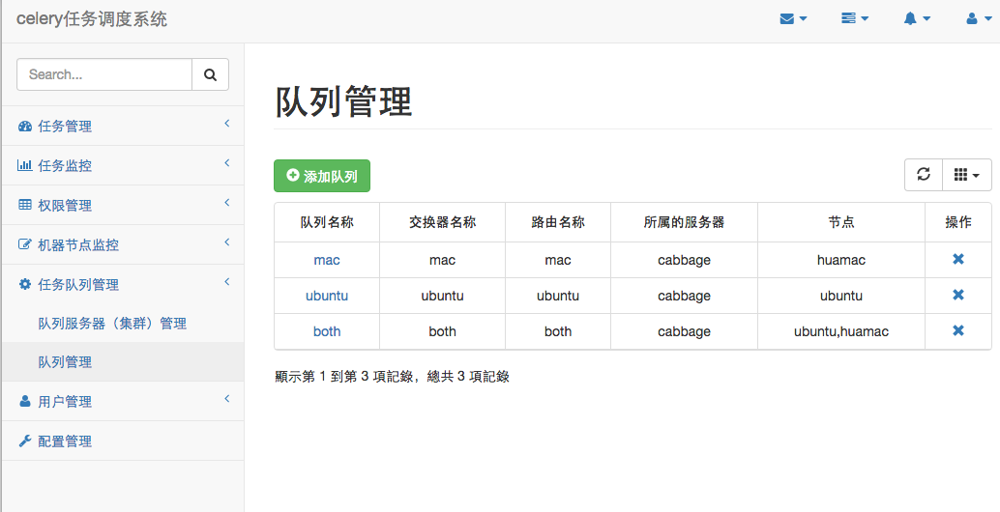 celery任务调度系统
Search...
任务管理
任务监控
权限管理
机器节点监控
任务队列管理
队列服务器（集群）管理
队列管理
用户管理
配置管理
队列管理
添加队列
队列名称 交换器名称 路由名称 所属的服务器 节点 操作
mac mac mac cabbage huamac
ubuntu ubuntu ubuntu cabbage ubuntu
both both both cabbage ubuntu,huamac
顯示第 1 到第 3 項記錄，總共 3 項記錄